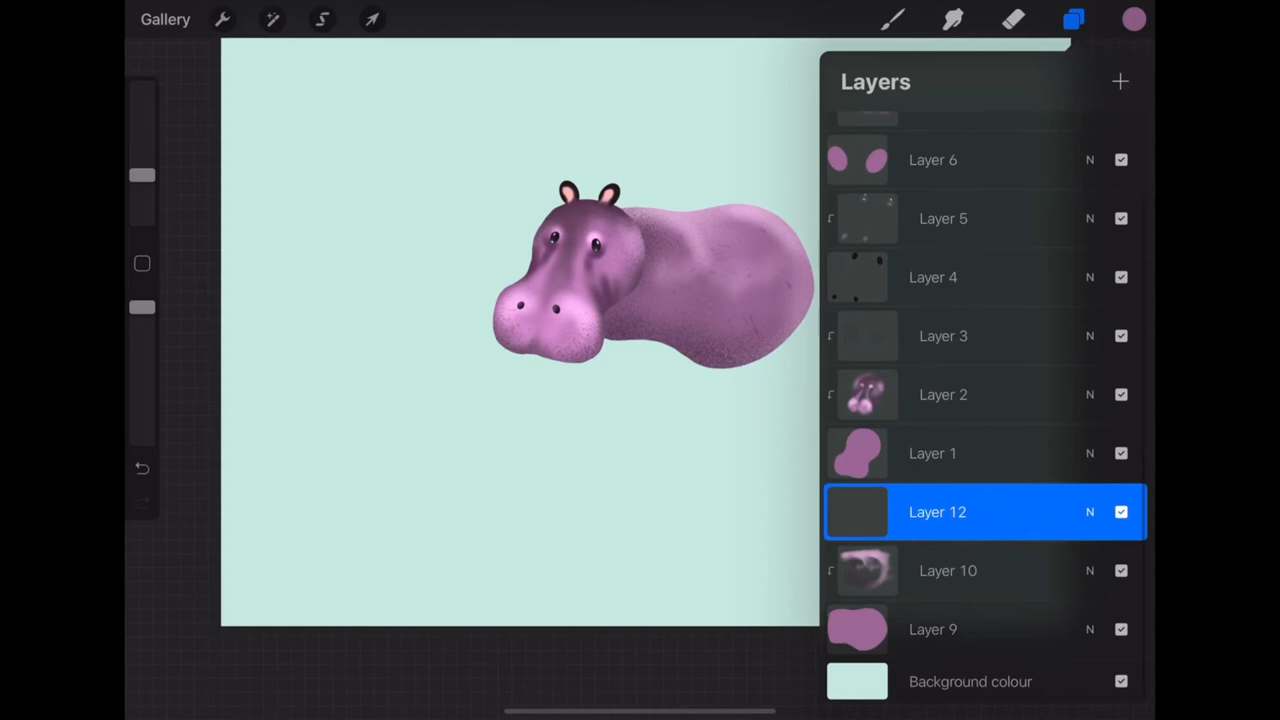 Gallery
Layers
Layer 6 N
Layer 5 N
Layer 4 N
Layer 3 N
Layer 2 N
Layer 1 N
Layer 12 N
Layer 10 N
Layer 9 N
Background colour